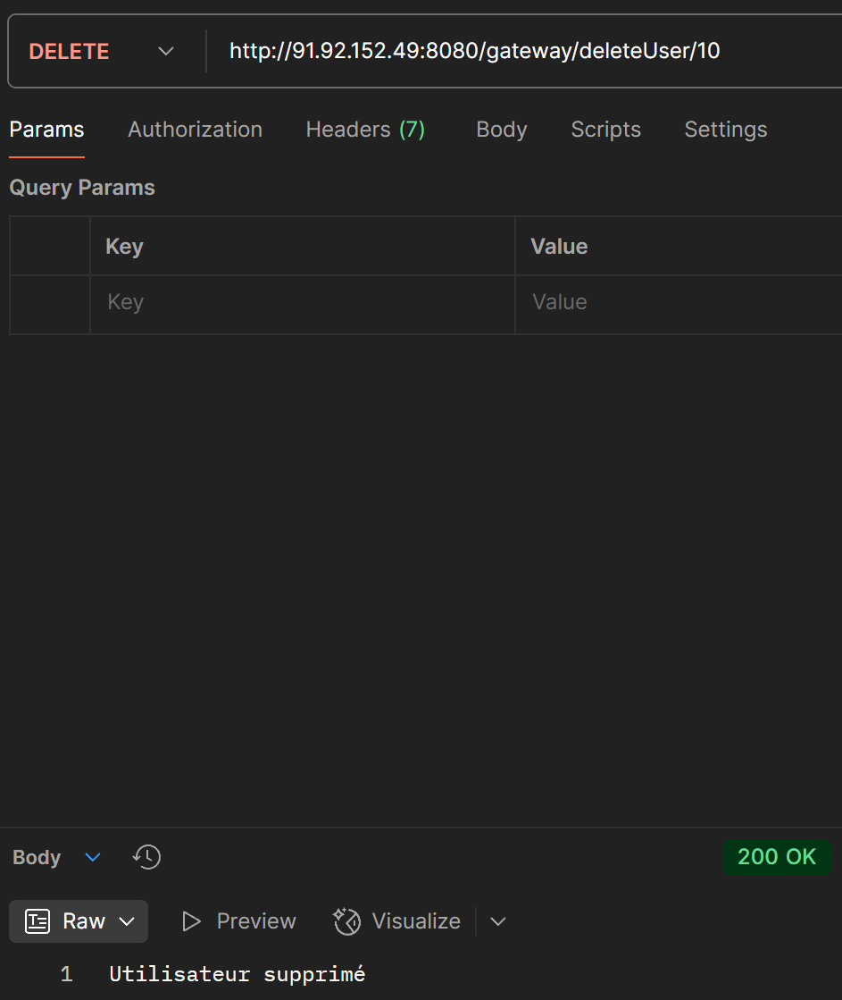 DELETE http://91.92.152.49:8080/gateway/deleteUser/10
Params Authorization Headers (7) Body Scripts Settings
Query Params
Key Value
Key Value
Body 200 OK
Raw Preview Visualize
1 Utilisateur supprimé